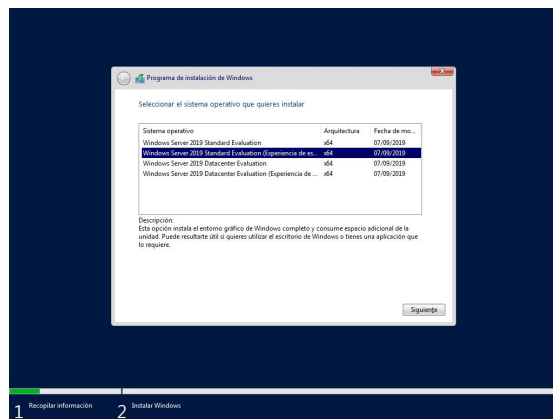 Programa de instalación de Windows
Seleccionar el sistema operativo que quieres instalar
Sistema operativo Arquitectura Fecha de mo...
Windows Server 2019 Standard Evaluation x64 07/09/2019
Windows Server 2019 Standard Evaluation (Experiencia de es... x64 07/09/2019
Windows Server 2019 Datacenter Evaluation x64 07/09/2019
Windows Server 2019 Datacenter Evaluation (Experiencia de ... x64 07/09/2019
Descripción:
Esta opción instala el entorno gráfico de Windows completo y consume espacio adicional de la
unidad. Puede resultarte útil si quieres utilizar el escritorio de Windows o tienes una aplicación que
lo requiere.
Siguiente
1 Recopilar información 2 Instalar Windows